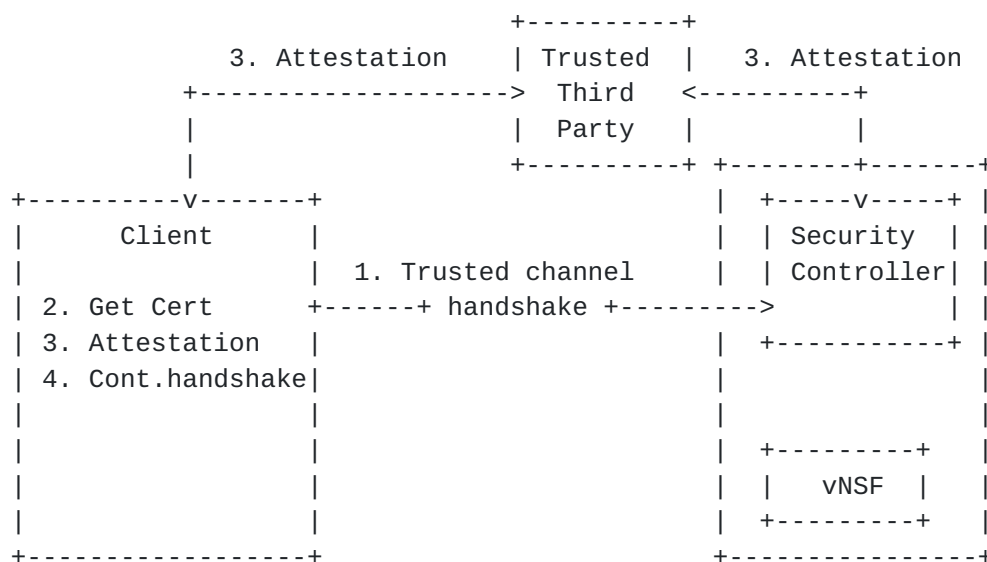 +----------+
              3. Attestation    | Trusted  |   3. Attestation
           +-------------------->  Third   <----------+
           |                    |  Party   |          |
           |                    +----------+ +--------+-------+
+----------v-------+                         |  +-----v-----+ |
|      Client      |                         |  | Security  | |
|                  |  1. Trusted channel     |  | Controller| |
| 2. Get Cert      +------+ handshake +--------->           | |
| 3. Attestation   |                         |  +-----------+ |
| 4. Cont.handshake|                         |                |
|                  |                         |                |
|                  |                         |  +---------+   |
|                  |                         |  |   vNSF  |   |
|                  |                         |  +---------+   |
+------------------+                         +----------------+